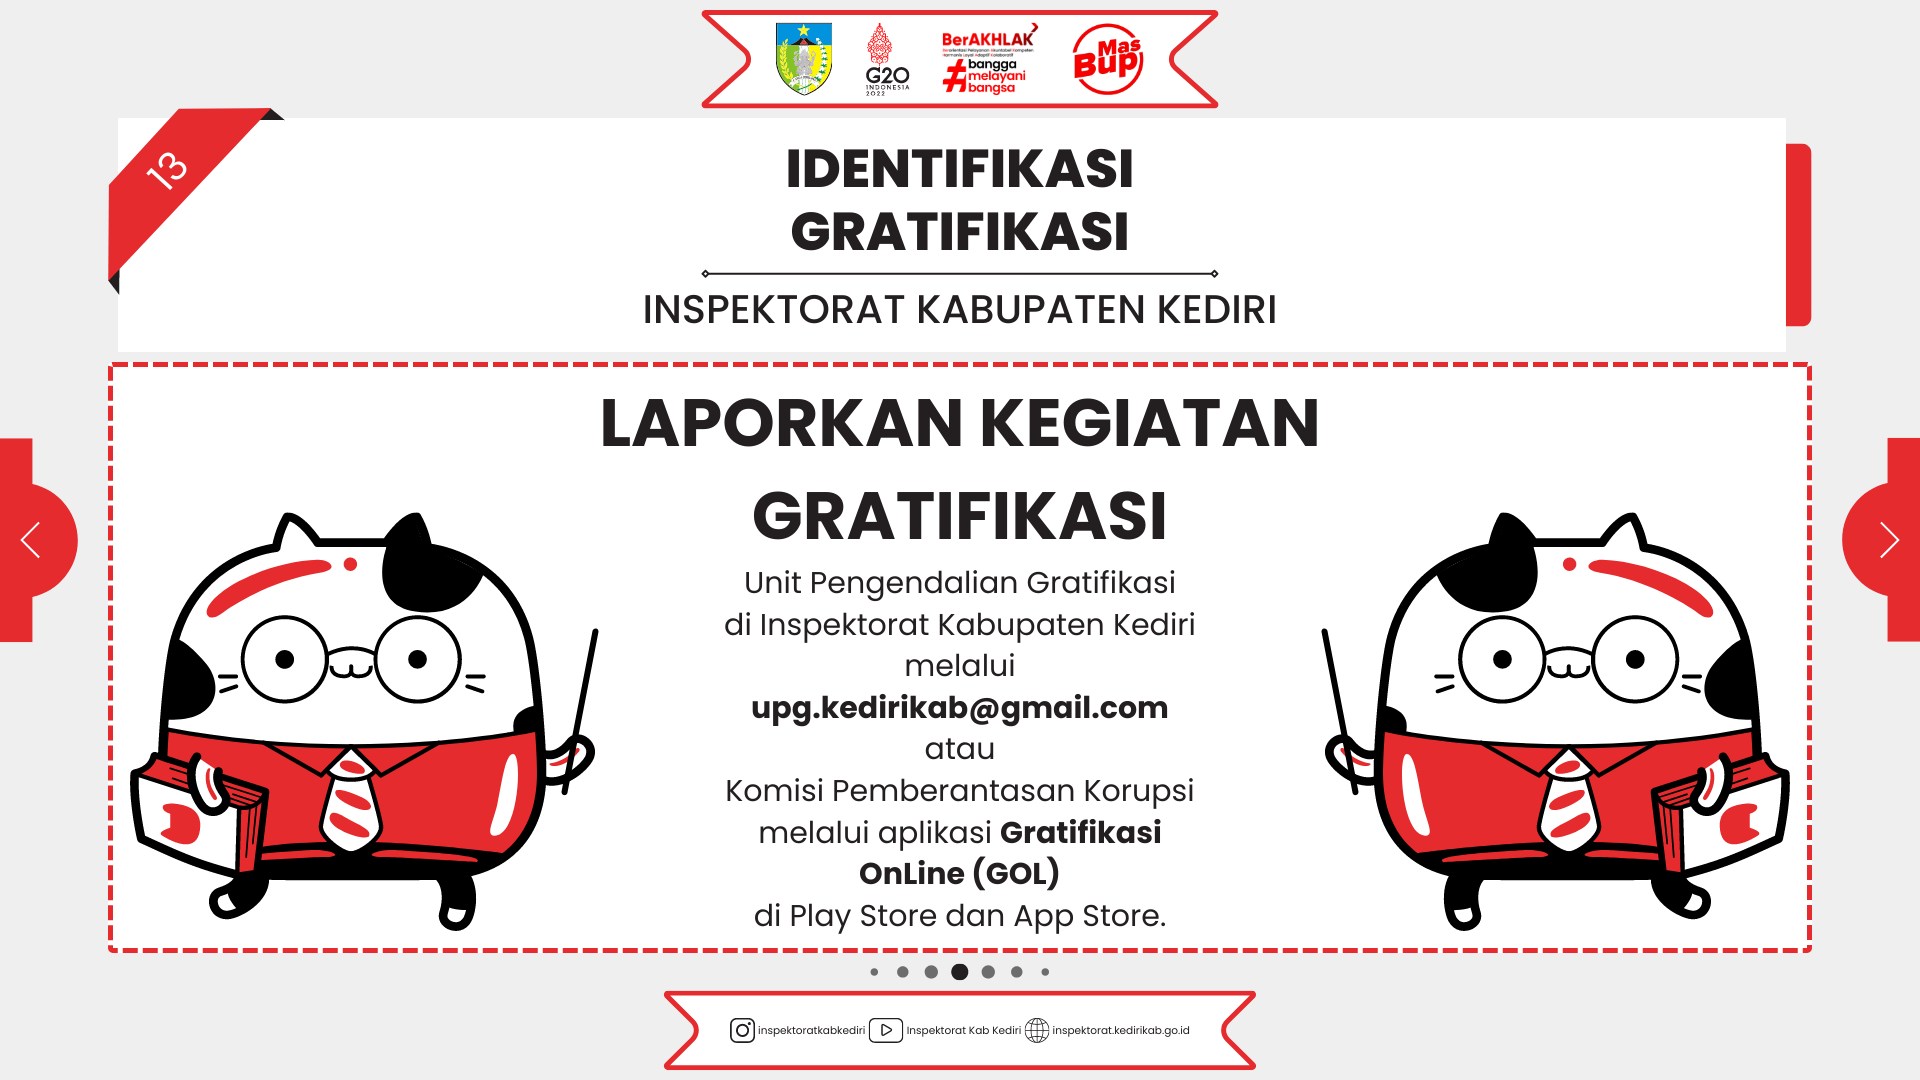 G20
INDONESIA
2022
BerAKHLAK
#bangga
melayani
bangsa
Mas
Bup
13
IDENTIFIKASI
GRATIFIKASI
INSPEKTORAT KABUPATEN KEDIRI
LAPORKAN KEGIATAN
GRATIFIKASI
Unit Pengendalian Gratifikasi
di Inspektorat Kabupaten Kediri
melalui
upg.kedirikab@gmail.com
atau
Komisi Pemberantasan Korupsi
melalui aplikasi Gratifikasi
OnLine (GOL)
di Play Store dan App Store.
inspektoratkabkediri Inspektorat Kab Kediri inspektorat.kedirikab.go.id